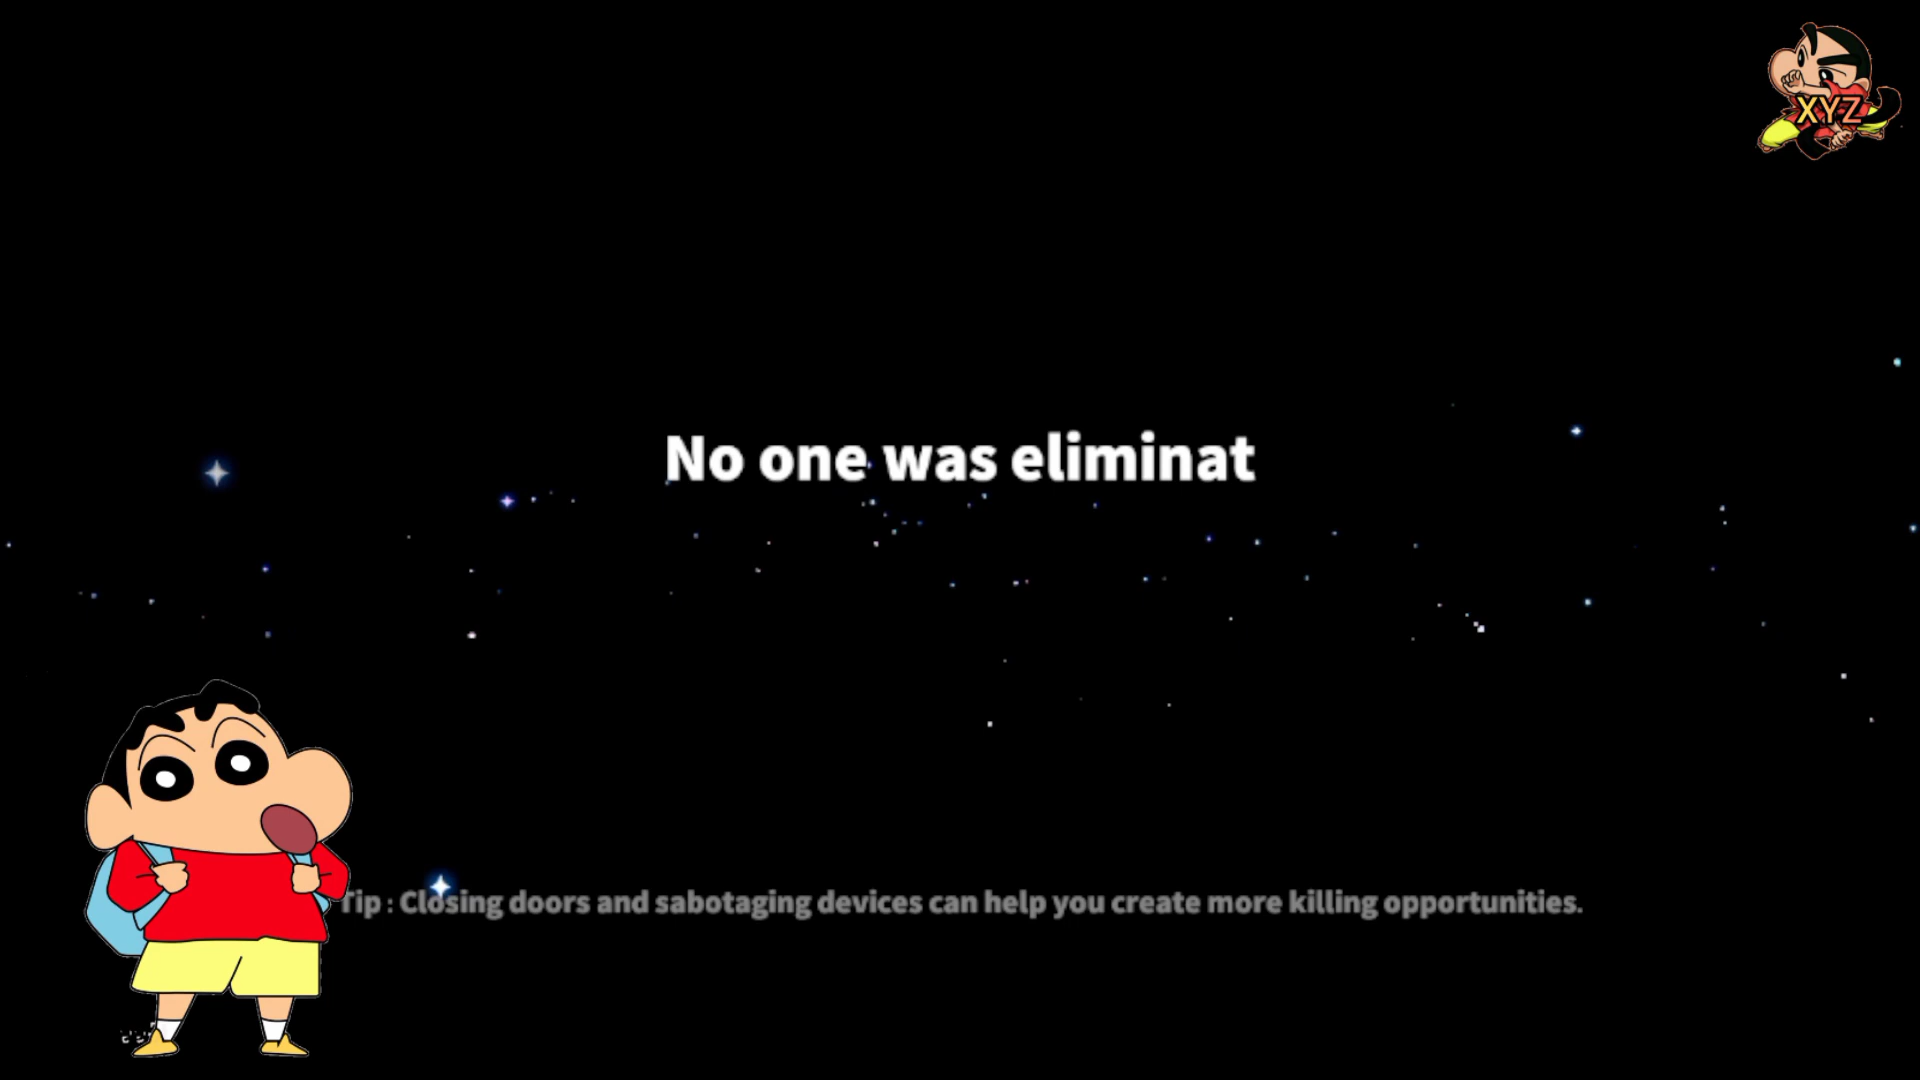 XYZ
No one was eliminat
Tip : Closing doors and sabotaging devices can help you create more killing opportunities.